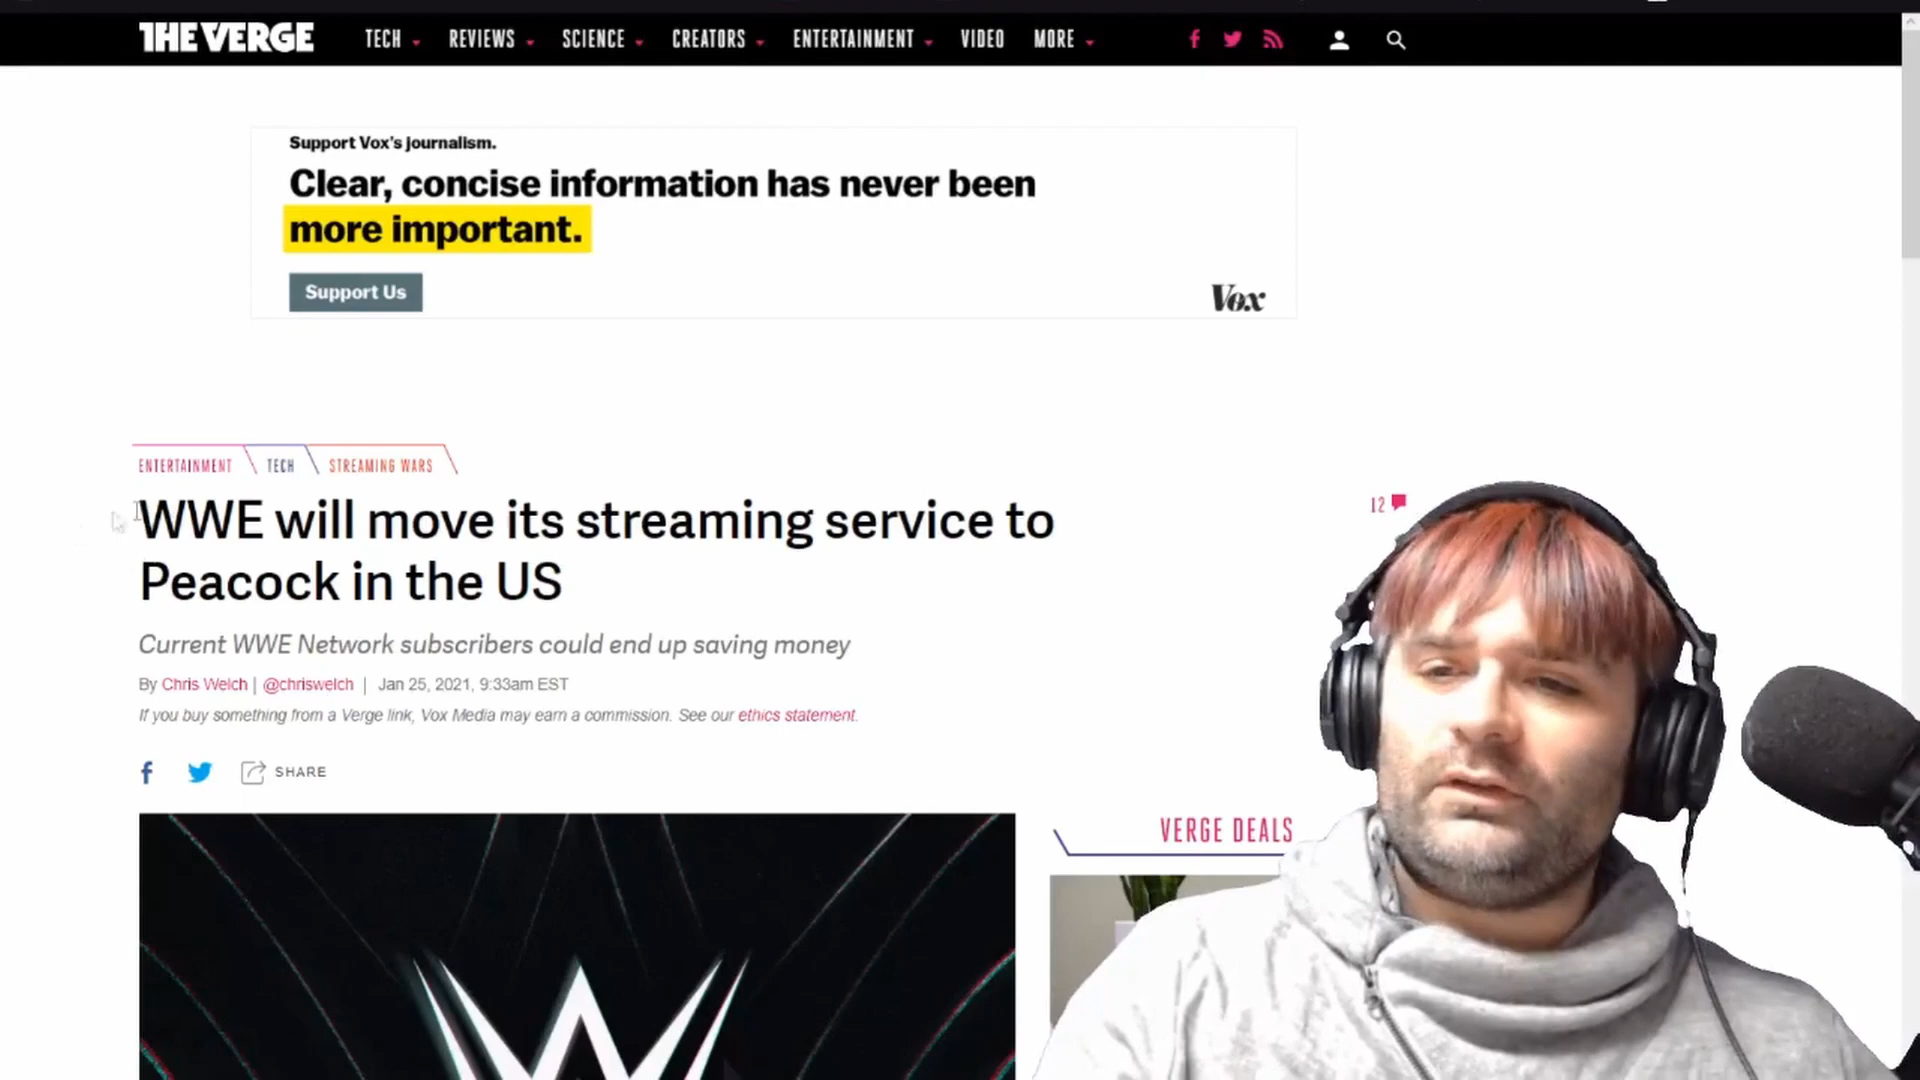 THE VERGE
TECH REVIEWS SCIENCE CREATORS ENTERTAINMENT VIDEO MORE
Support Vox's journalism.
Clear, concise information has never been
more important.
Support Us
Vox
ENTERTAINMENT TECH STREAMING WARS
WWE will move its streaming service to
Peacock in the US
12
Current WWE Network subscribers could end up saving money
By Chris Welch | @chriswelch | Jan 25, 2021, 9:33am EST
If you buy something from a Verge link, Vox Media may earn a commission. See our ethics statement.
SHARE
VERGE DEALS